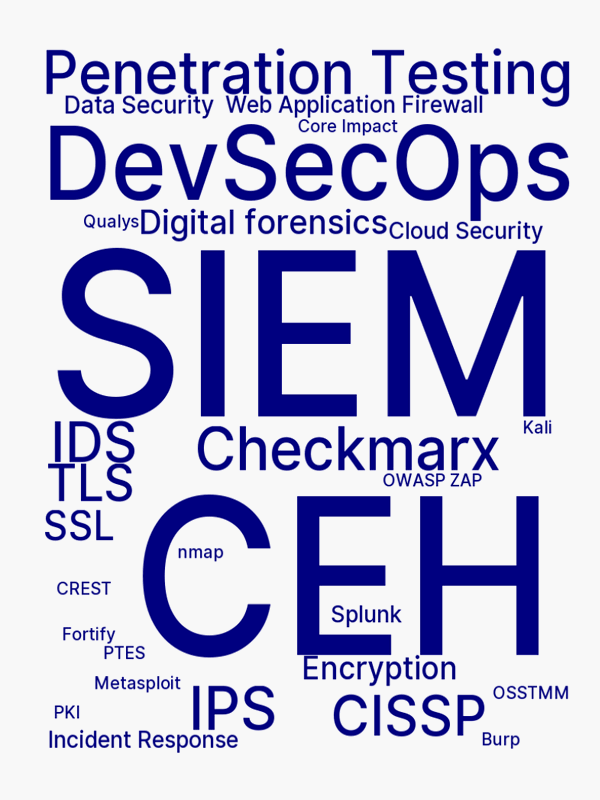 Penetration Testing
Data Security Web Application Firewall
Core Impact
DevSecOps
Qualys Digital forensics Cloud Security
SIEM
Kali
IDS Checkmarx
TLS OWASP ZAP
SSL
CEH
nmap
CREST
Splunk
Fortify
PTES
Encryption
Metasploit
OSSTMM
IPS CISSP
PKI
Incident Response Burp